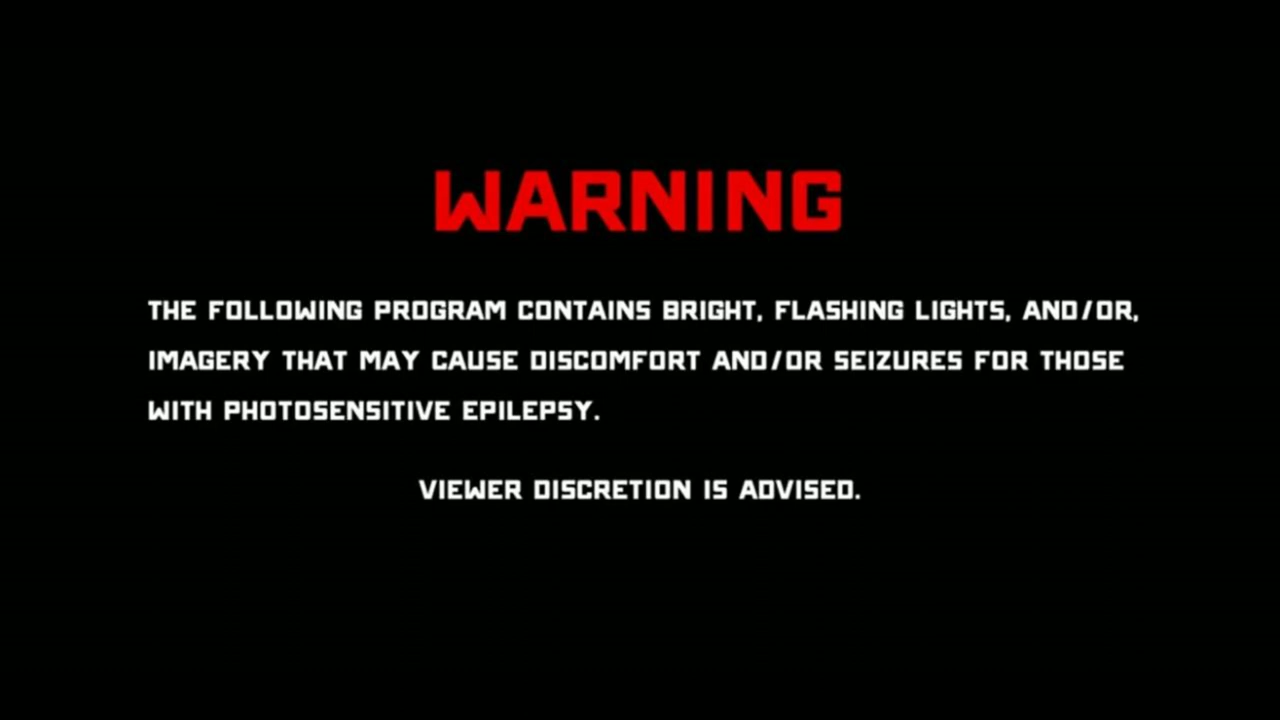 WARNING
THE FOLLOWING PROGRAM CONTAINS BRIGHT, FLASHING LIGHTS, AND/OR,
IMAGERY THAT MAY CAUSE DISCOMFORT AND/OR SEIZURES FOR THOSE
WITH PHOTOSENSITIVE EPILEPSY.
VIEWER DISCRETION IS ADVISED.